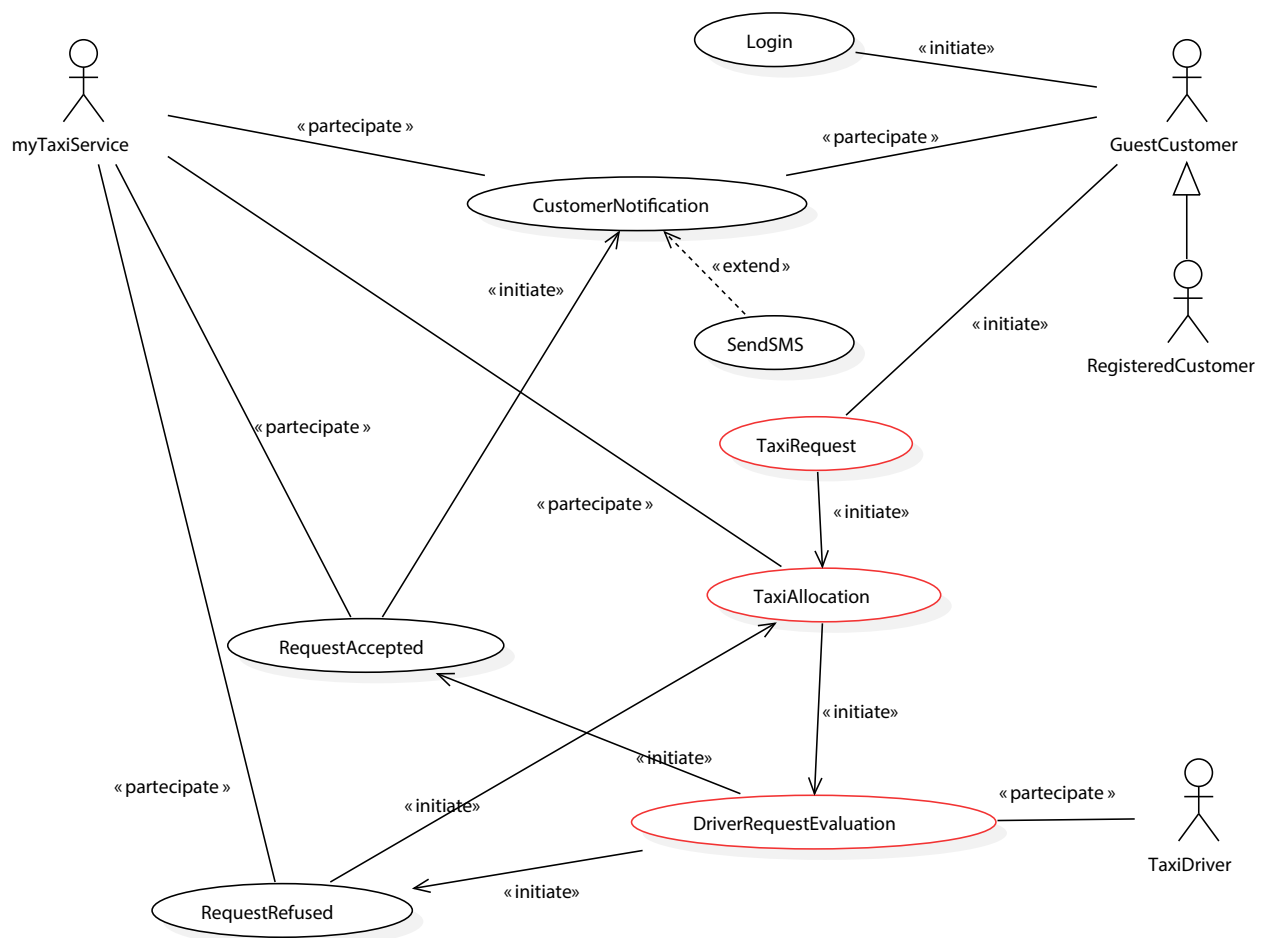 Login
«initiate»
«partecipate»
«partecipate»
myTaxiService
GuestCustomer
CustomerNotification
«extend»
«initiate»
«initiate»
SendSMS
RegisteredCustomer
«partecipate»
TaxiRequest
«partecipate»
«initiate»
TaxiAllocation
RequestAccepted
«initiate»
«initiate»
«partecipate»
«initiate»
«partecipate»
DriverRequestEvaluation
TaxiDriver
«initiate»
RequestRefused